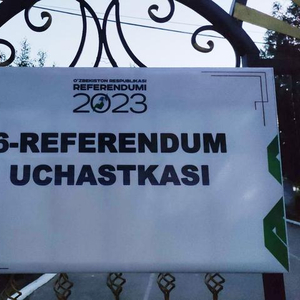 O'ZBEKISTON RESPUBLIKASI
REFERENDUMI
2023
6-REFERENDUM
UCHASTKASI